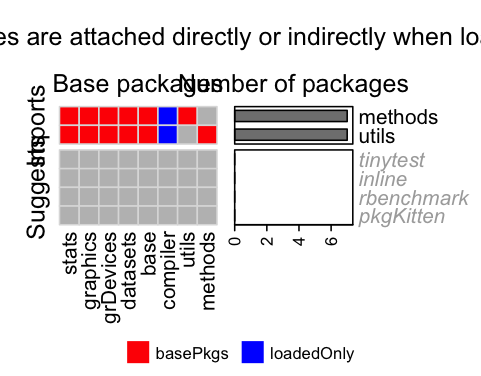 es are attached directly or indirectly when loa
Base packages
Number of packages
Imports
Suggests
methods
utils
tinytest
inline
rbenchmark
pkgKitten
stats
graphics
grDevices
datasets
base
compiler
utils
methods
0 2 4 6
basePkgs loadedOnly